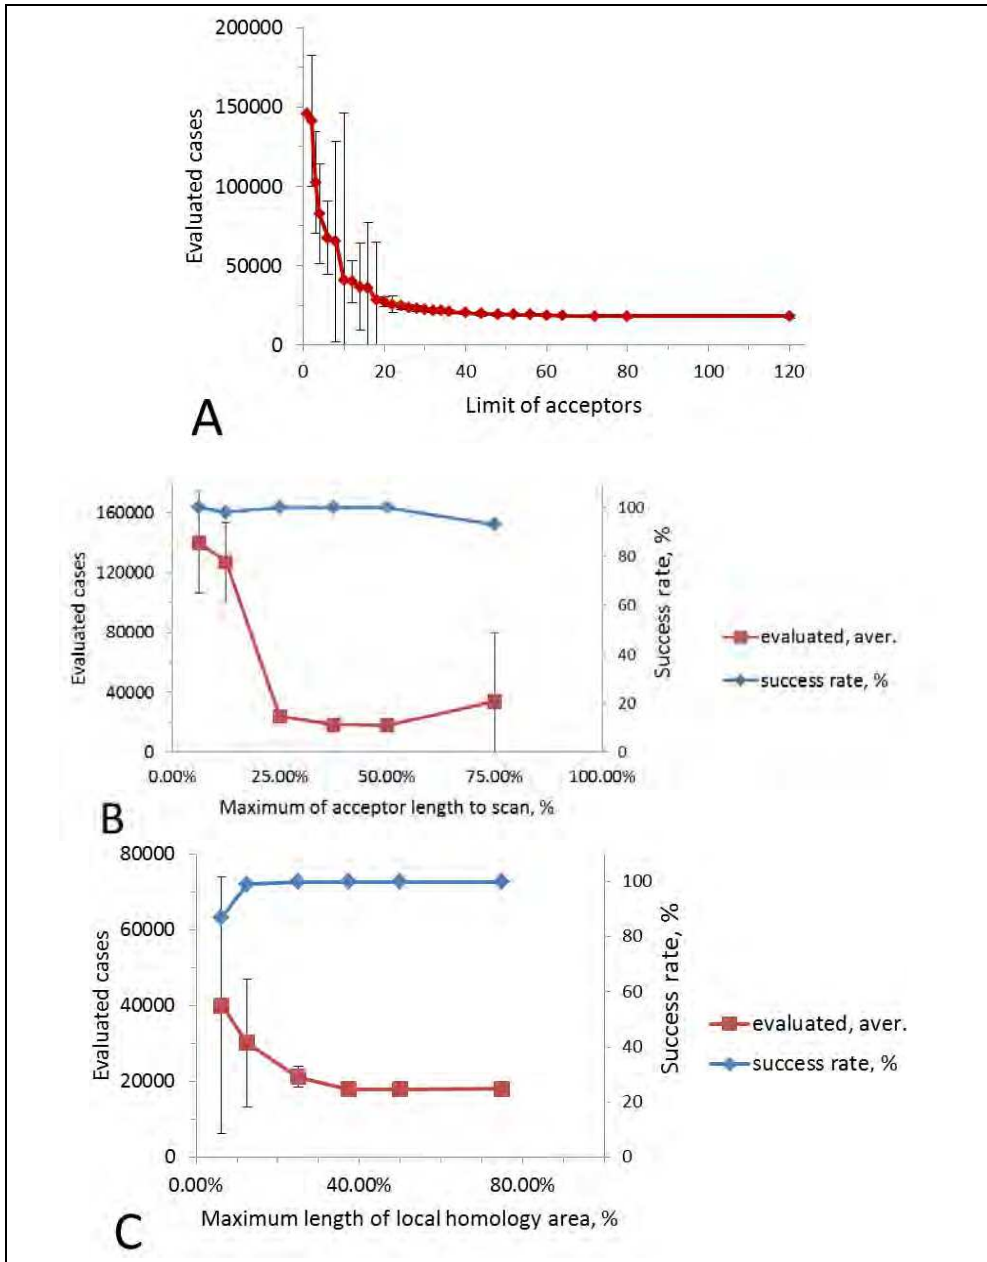 200000
150000
100000
50000
0
Evaluated cases
0 20 40 60 80 100 120
Limit of acceptors
A
160000
120000
80000
40000
0
Evaluated cases
100
80
60
40
20
0
Success rate, %
evaluated, aver.
success rate, %
0.00% 25.00% 50.00% 75.00% 100.00%
Maximum of acceptor length to scan, %
B
80000
60000
40000
20000
0
Evaluated cases
100
80
60
40
20
0
Success rate, %
evaluated, aver.
success rate, %
0.00% 40.00% 80.00%
Maximum length of local homology area, %
C